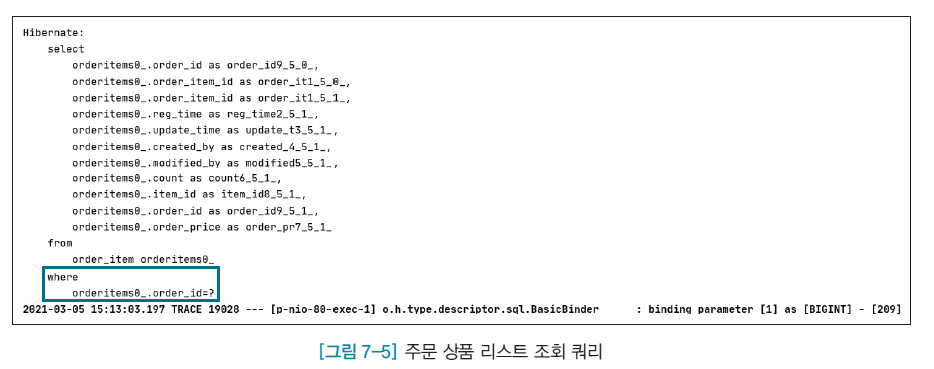 Hibernate:
select
orderitems0_.order_id as order_id9_5_0_,
orderitems0_.order_item_id as order_it1_5_0_,
orderitems0_.order_item_id as order_it1_5_1_,
orderitems0_.reg_time as reg_time2_5_1_,
orderitems0_.update_time as update_t3_5_1_,
orderitems0_.created_by as created_4_5_1_,
orderitems0_.modified_by as modified5_5_1_,
orderitems0_.count as count6_5_1_,
orderitems0_.item_id as item_id8_5_1_,
orderitems0_.order_id as order_id9_5_1_,
orderitems0_.order_price as order_pr7_5_1_
from
order_item orderitems0_
where
orderitems0_.order_id=?
2021-03-05 15:13:03.197 TRACE 19028 --- [p-nio-80-exec-1] o.h.type.descriptor.sql.BasicBinder : binding parameter [1] as [BIGINT] - [209]
[그림 7-5] 주문 상품 리스트 조회 쿼리